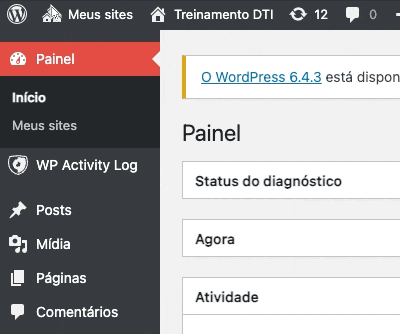 Meus sites Treinamento DTI 12 0
Painel
Início
Meus sites
WP Activity Log
Posts
Mídia
Páginas
Comentários
O WordPress 6.4.3 está dispon
Painel
Status do diagnóstico
Agora
Atividade